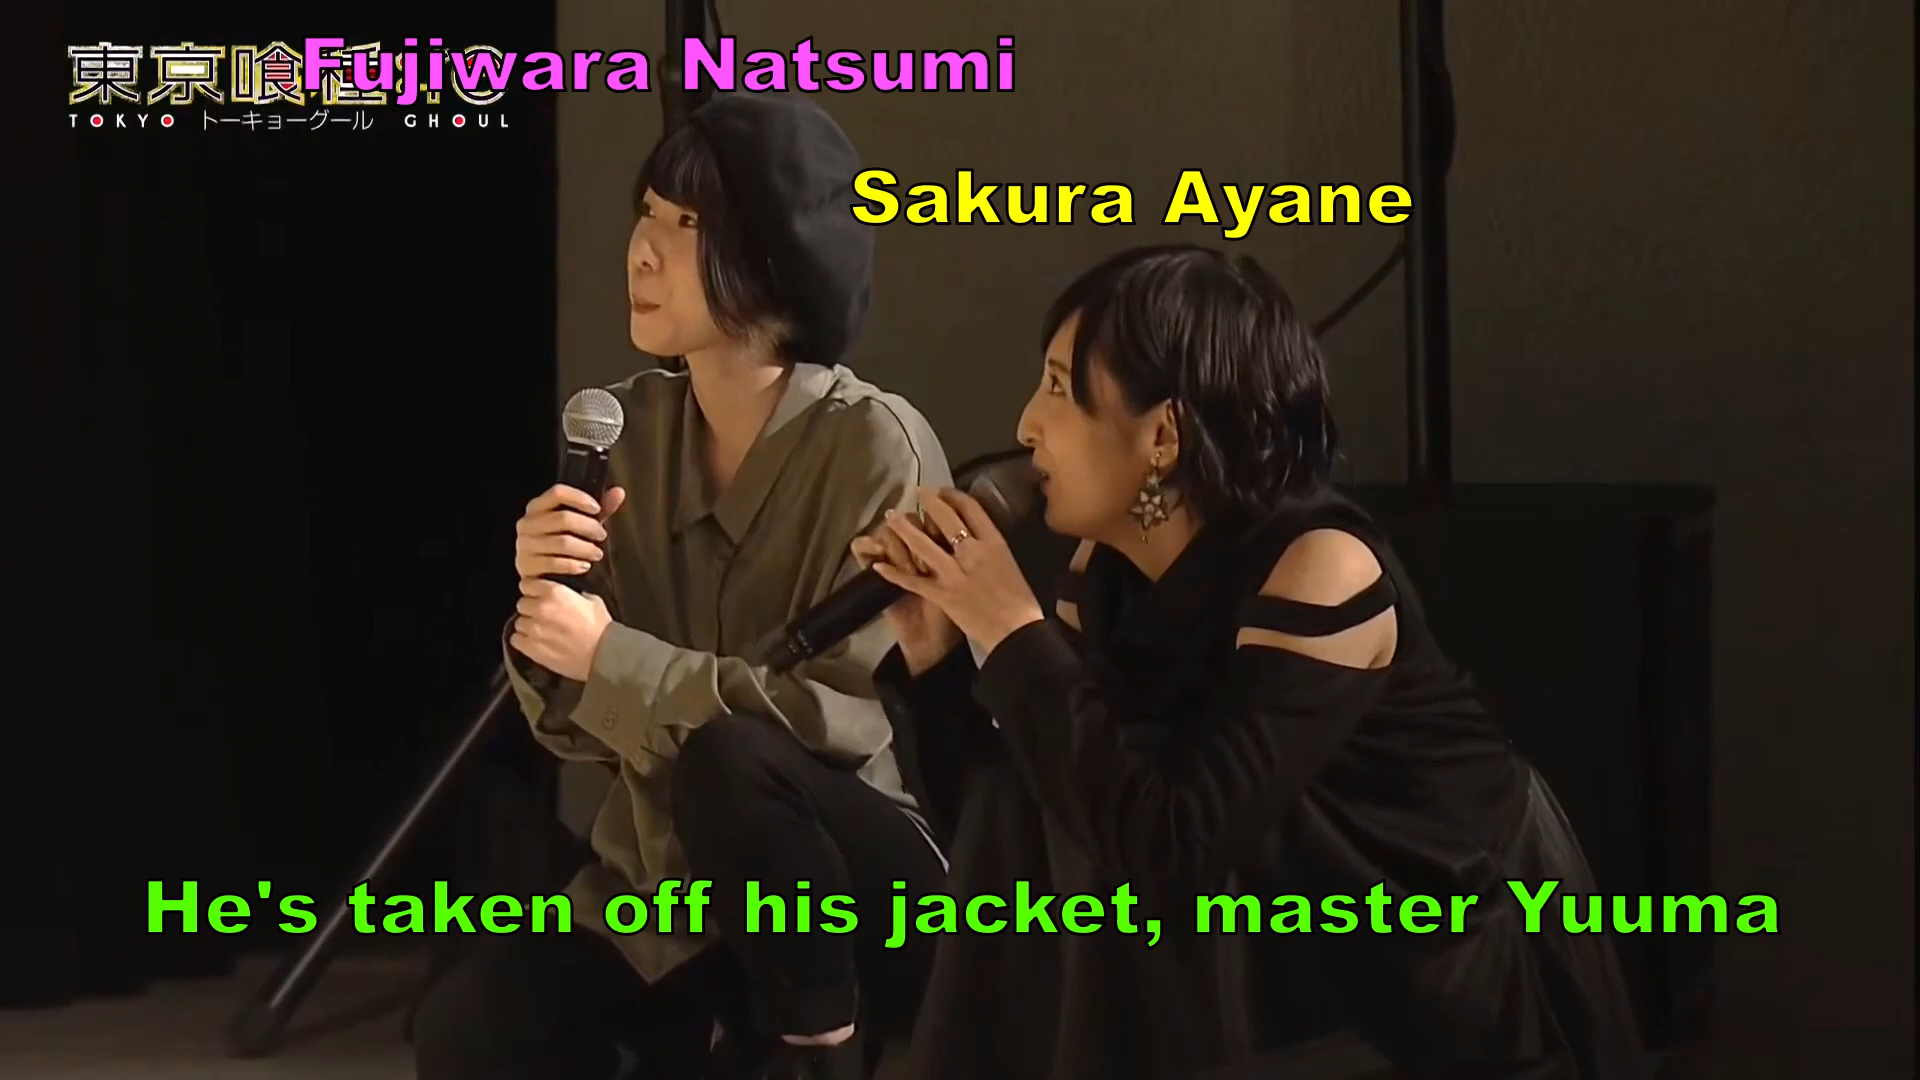 東京喰種:re
Fujiwara Natsumi
TOKYO トーキョーグール GHOUL
Sakura Ayane
He's taken off his jacket, master Yuuma